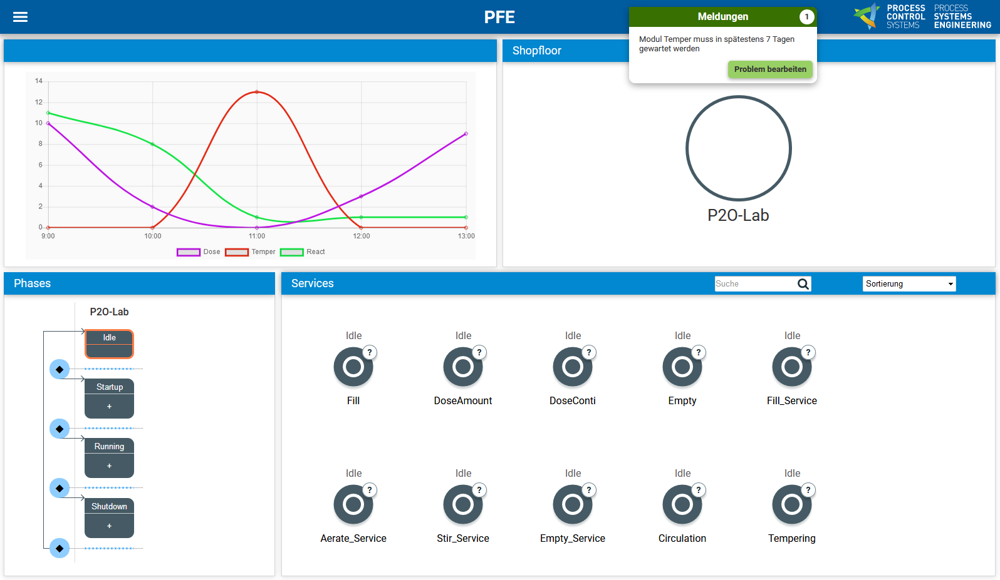 PFE
Meldungen
1
Modul Temper muss in spätestens 7 Tagen
gewartet werden
Problem bearbeiten
PROCESS
CONTROL
SYSTEMS
PROCESS
SYSTEMS
ENGINEERING
14
12
10
8
6
4
2
0
9:00 10:00 11:00 12:00 13:00
Dose Temper React
Shopfloor
P2O-Lab
Phases
P2O-Lab
Idle
Startup
+
Running
+
Shutdown
+
Services
Suche
Sortierung
Idle Idle Idle Idle Idle
? ? ? ? ?
Fill DoseAmount DoseConti Empty Fill_Service
Idle Idle Idle Idle Idle
? ? ? ? ?
Aerate_Service Stir_Service Empty_Service Circulation Tempering